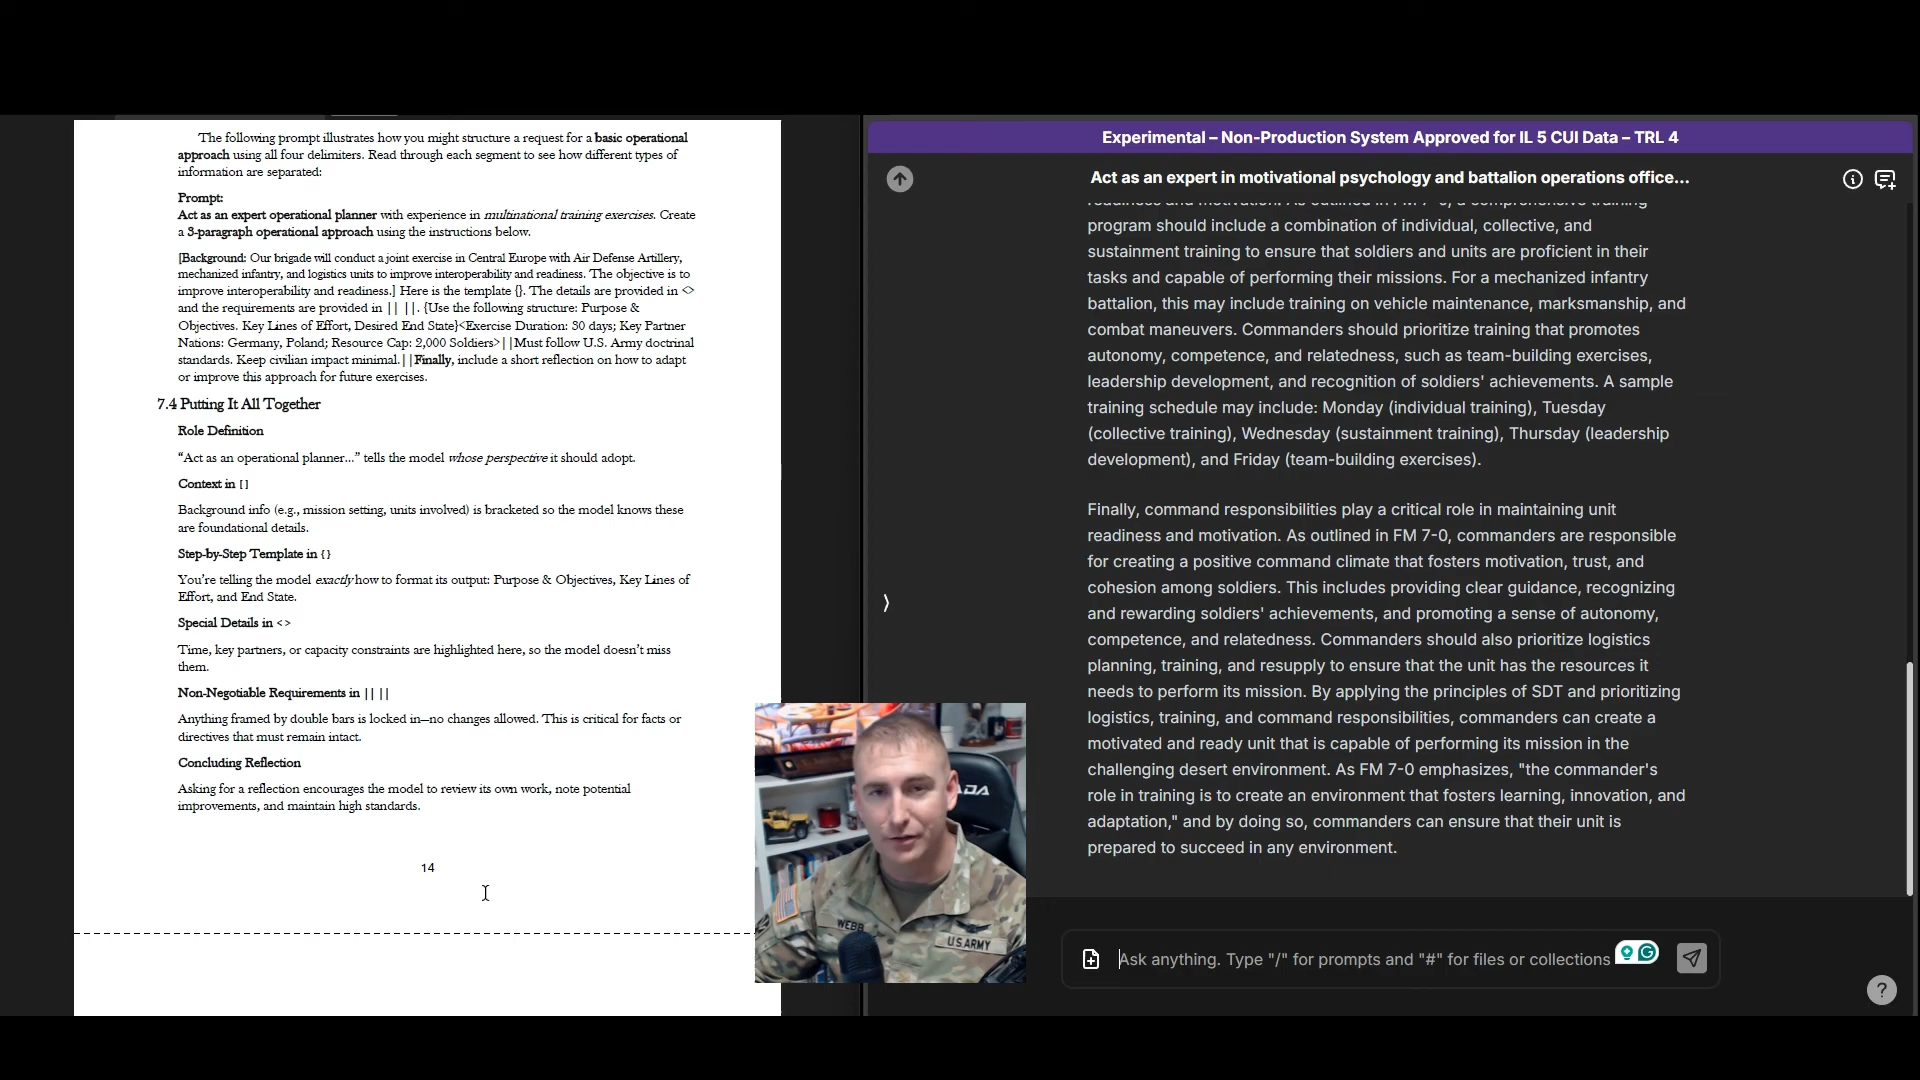 The following prompt illustrates how you might structure a request for a basic operational
approach using all four delimiters. Read through each segment to see how different types of
information are separated:
Prompt:
Act as an expert operational planner with experience in multinational training exercises. Create
a 3-paragraph operational approach using the instructions below.
[Background: Our brigade will conduct a joint exercise in Central Europe with Air Defense Artillery,
mechanized infantry, and logistics units to improve interoperability and readiness. The objective is to
improve interoperability and readiness.] Here is the template {}. The details are provided in <>
and the requirements are provided in || ||. {Use the following structure: Purpose &
Objectives. Key Lines of Effort, Desired End State}<Exercise Duration: 30 days; Key Partner
Nations: Germany, Poland; Resource Cap: 2,000 Soldiers>||Must follow U.S. Army doctrinal
standards. Keep civilian impact minimal.||Finally, include a short reflection on how to adapt
or improve this approach for future exercises.
7.4 Putting It All Together
Role Definition
“Act as an operational planner...” tells the model whose perspective it should adopt.
Context in []
Background info (e.g., mission setting, units involved) is bracketed so the model knows these
are foundational details.
Step-by-Step Template in {}
You’re telling the model exactly how to format its output: Purpose & Objectives, Key Lines of
Effort, and End State.
Special Details in <>
Time, key partners, or capacity constraints are highlighted here, so the model doesn’t miss
them.
Non-Negotiable Requirements in || ||
Anything framed by double bars is locked in—no changes allowed. This is critical for facts or
directives that must remain intact.
Concluding Reflection
Asking for a reflection encourages the model to review its own work, note potential
improvements, and maintain high standards.
14
Experimental – Non-Production System Approved for IL 5 CUI Data – TRL 4
Act as an expert in motivational psychology and battalion operations office...
readiness and motivation. As outlined in FM 7-0, a comprehensive training
program should include a combination of individual, collective, and
sustainment training to ensure that soldiers and units are proficient in their
tasks and capable of performing their missions. For a mechanized infantry
battalion, this may include training on vehicle maintenance, marksmanship, and
combat maneuvers. Commanders should prioritize training that promotes
autonomy, competence, and relatedness, such as team-building exercises,
leadership development, and recognition of soldiers' achievements. A sample
training schedule may include: Monday (individual training), Tuesday
(collective training), Wednesday (sustainment training), Thursday (leadership
development), and Friday (team-building exercises).
Finally, command responsibilities play a critical role in maintaining unit
readiness and motivation. As outlined in FM 7-0, commanders are responsible
for creating a positive command climate that fosters motivation, trust, and
cohesion among soldiers. This includes providing clear guidance, recognizing
and rewarding soldiers' achievements, and promoting a sense of autonomy,
competence, and relatedness. Commanders should also prioritize logistics
planning, training, and resupply to ensure that the unit has the resources it
needs to perform its mission. By applying the principles of SDT and prioritizing
logistics, training, and command responsibilities, commanders can create a
motivated and ready unit that is capable of performing its mission in the
challenging desert environment. As FM 7-0 emphasizes, "the commander's
role in training is to create an environment that fosters learning, innovation, and
adaptation," and by doing so, commanders can ensure that their unit is
prepared to succeed in any environment.
Ask anything. Type "/" for prompts and "#" for files or collections
?
WEBB
U.S. ARMY